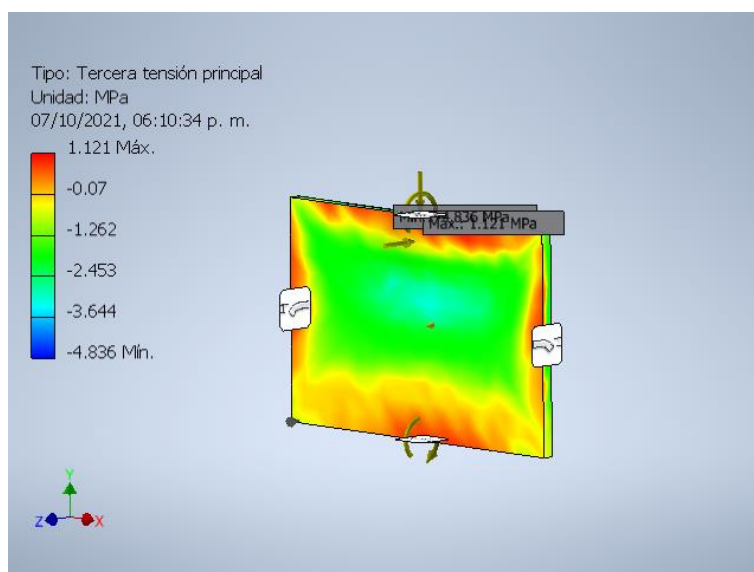 Tipo: Tercera tensión principal
Unidad: MPa
07/10/2021, 06:10:34 p. m.
1.121 Máx.
-0.07
-1.262
-2.453
-3.644
-4.836 Mín.
Máx.: 1.121 MPa
Y
Z
X